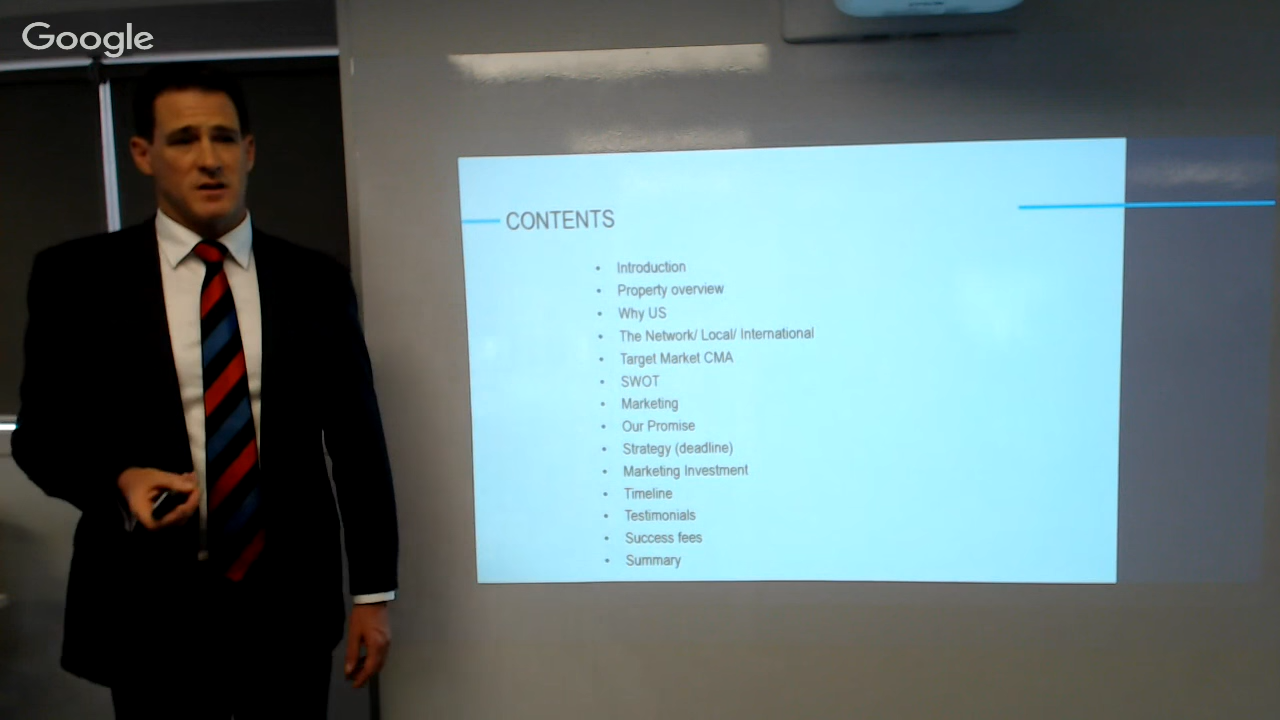 Google
CONTENTS
• Introduction
• Property overview
• Why US
• The Network/ Local/ International
• Target Market CMA
• SWOT
• Marketing
• Our Promise
• Strategy (deadline)
• Marketing Investment
• Timeline
• Testimonials
• Success fees
• Summary